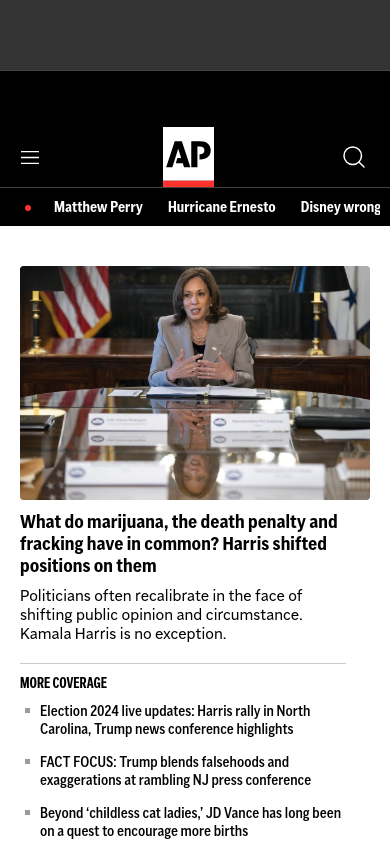 AP
Matthew Perry Hurricane Ernesto Disney wrong
What do marijuana, the death penalty and
fracking have in common? Harris shifted
positions on them
Politicians often recalibrate in the face of
shifting public opinion and circumstance.
Kamala Harris is no exception.
MORE COVERAGE
Election 2024 live updates: Harris rally in North
Carolina, Trump news conference highlights
FACT FOCUS: Trump blends falsehoods and
exaggerations at rambling NJ press conference
Beyond ‘childless cat ladies,’ JD Vance has long been
on a quest to encourage more births